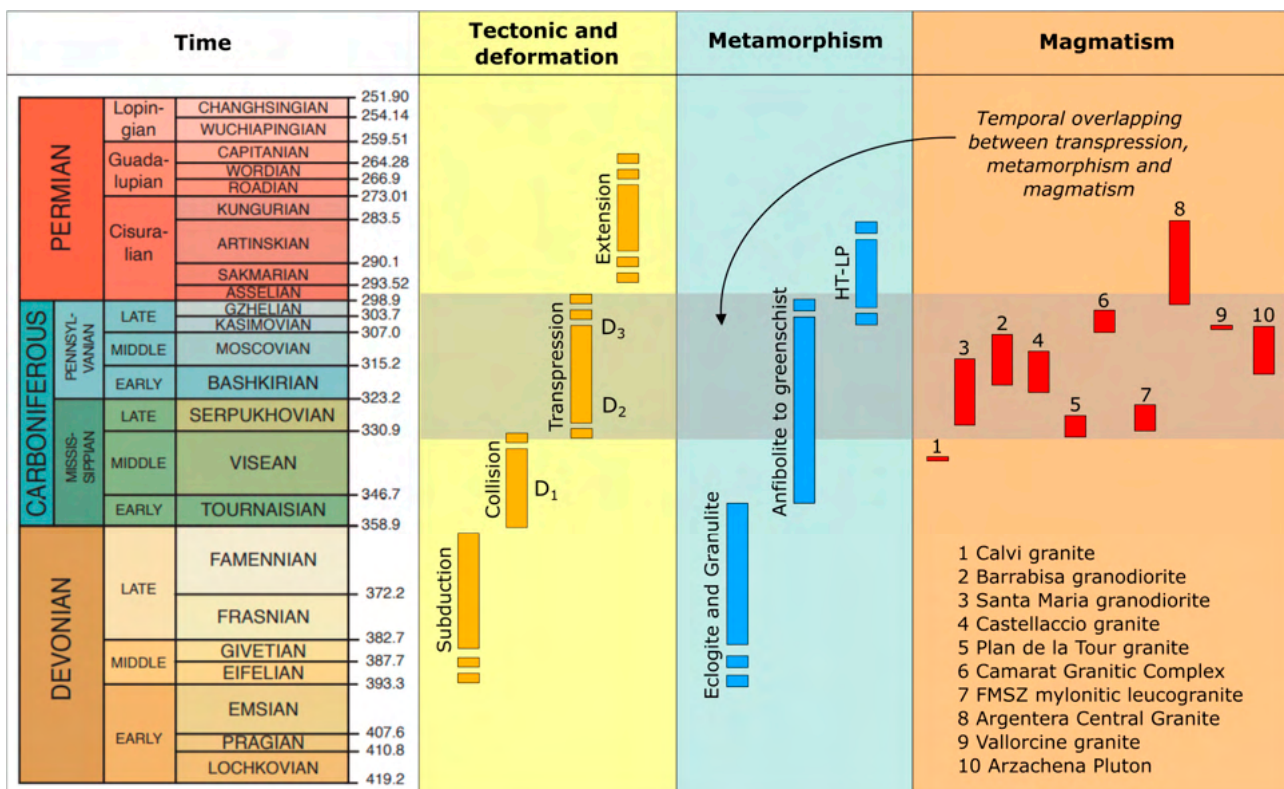 Time
Tectonic and
deformation
Metamorphism
Magmatism
PERMIAN
CARBONIFEROUS
DEVONIAN
PENNSYL-
VANIAN
MISSIS-
SIPPIAN
Lopin-
gian
Guada-
lupian
Cisura-
lian
LATE
MIDDLE
EARLY
LATE
MIDDLE
EARLY
LATE
MIDDLE
EARLY
CHANGHSINGIAN
WUCHIAPINGIAN
CAPITANIAN
WORDIAN
ROADIAN
KUNGURIAN
ARTINSKIAN
SAKMARIAN
ASSELIAN
GZHELIAN
KASIMOVIAN
MOSCOVIAN
BASHKIRIAN
SERPUKHOVIAN
VISEAN
TOURNAISIAN
FAMENNIAN
FRASNIAN
GIVETIAN
EIFELIAN
EMSIAN
PRAGIAN
LOCHKOVIAN
251.90
254.14
259.51
264.28
266.9
273.01
283.5
290.1
293.52
298.9
303.7
307.0
315.2
323.2
330.9
346.7
358.9
372.2
382.7
387.7
393.3
407.6
410.8
419.2
Subduction
Collision
D1
Transpression
D3
D2
Extension
Eclogite and Granulite
Anfibolite to greenschist
HT-LP
Temporal overlapping
between transpression,
metamorphism and
magmatism
1
3
2
4
5
6
7
8
9
10
1 Calvi granite
2 Barrabisa granodiorite
3 Santa Maria granodiorite
4 Castellaccio granite
5 Plan de la Tour granite
6 Camarat Granitic Complex
7 FMSZ mylonitic leucogranite
8 Argentera Central Granite
9 Vallorcine granite
10 Arzachena Pluton